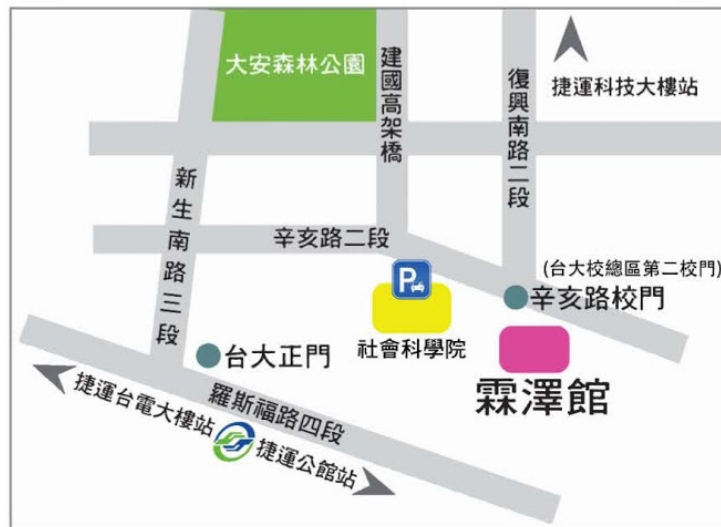 大安森林公園
建國高架橋
復興南路二段
捷運科技大樓站
新生南路三段
辛亥路二段
(台大校總區第二校門)
辛亥路校門
P
社會科學院
台大正門
霖澤館
羅斯福路四段
捷運台電大樓站
捷運公館站